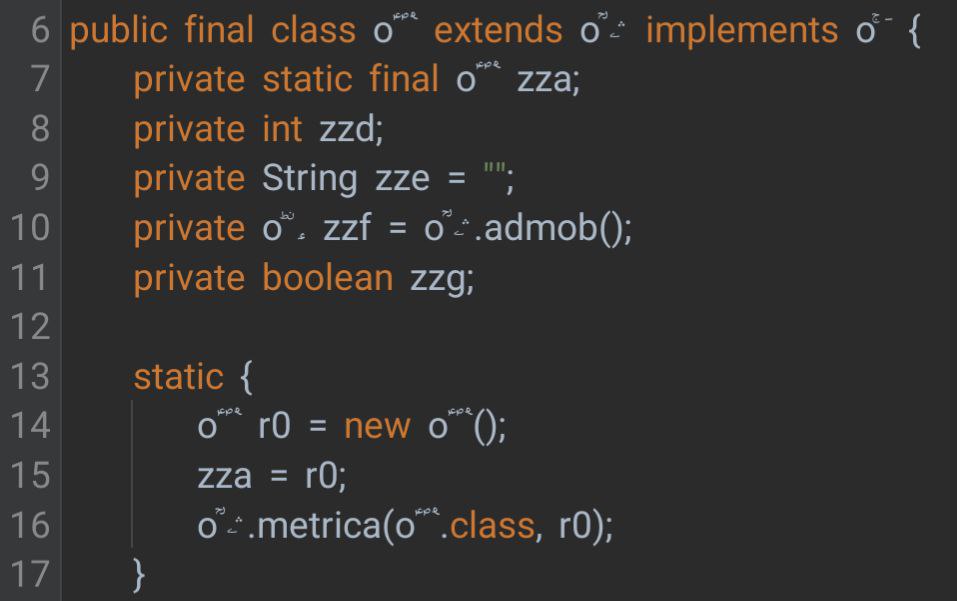 6 public final class o extends o implements o {
7 private static final o zza;
8 private int zzd;
9 private String zze = "";
10 private o zzf = o.admob();
11 private boolean zzg;
12
13 static {
14 o r0 = new o();
15 zza = r0;
16 o.metrica(o.class, r0);
17 }